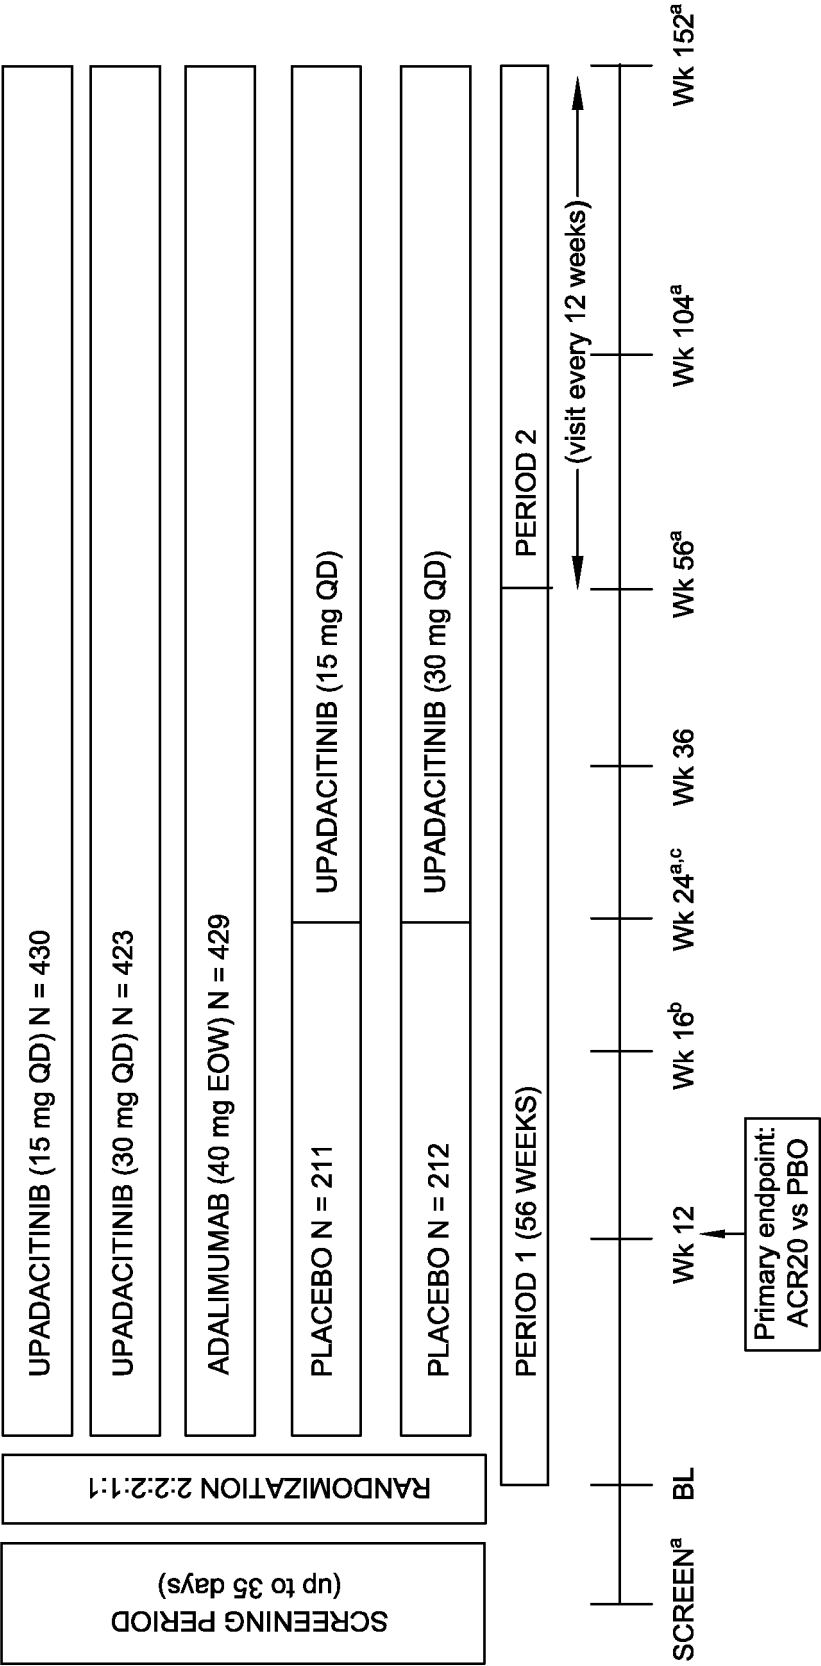 SCREENING PERIOD
(up to 35 days)
RANDOMIZATION 2:2:2:1:1
UPADACITINIB (15 mg QD) N = 430
UPADACITINIB (30 mg QD) N = 423
ADALIMUMAB (40 mg EOW) N = 429
PLACEBO N = 211
UPADACITINIB (15 mg QD)
PLACEBO N = 212
UPADACITINIB (30 mg QD)
PERIOD 1 (56 WEEKS)
PERIOD 2
(visit every 12 weeks)
SCREENᵃ
BL
Wk 12
Wk 16ᵇ
Wk 24ᵃ,ᶜ
Wk 36
Wk 56ᵃ
Wk 104ᵃ
Wk 152ᵃ
Primary endpoint:
ACR20 vs PBO